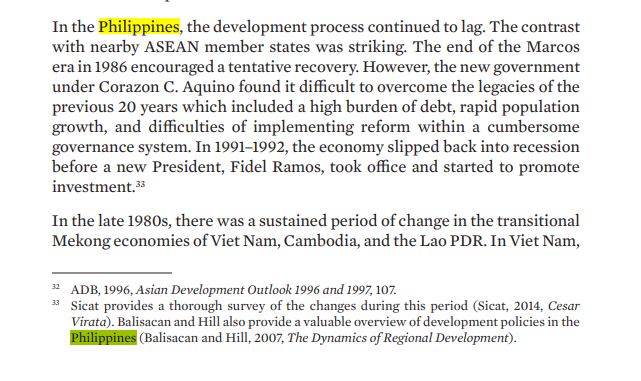 In the Philippines, the development process continued to lag. The contrast
with nearby ASEAN member states was striking. The end of the Marcos
era in 1986 encouraged a tentative recovery. However, the new government
under Corazon C. Aquino found it difficult to overcome the legacies of the
previous 20 years which included a high burden of debt, rapid population
growth, and difficulties of implementing reform within a cumbersome
governance system. In 1991–1992, the economy slipped back into recession
before a new President, Fidel Ramos, took office and started to promote
investment.³³
In the late 1980s, there was a sustained period of change in the transitional
Mekong economies of Viet Nam, Cambodia, and the Lao PDR. In Viet Nam,
³² ADB, 1996, Asian Development Outlook 1996 and 1997, 107.
³³ Sicat provides a thorough survey of the changes during this period (Sicat, 2014, Cesar
Virata). Balisacan and Hill also provide a valuable overview of development policies in the
Philippines (Balisacan and Hill, 2007, The Dynamics of Regional Development).